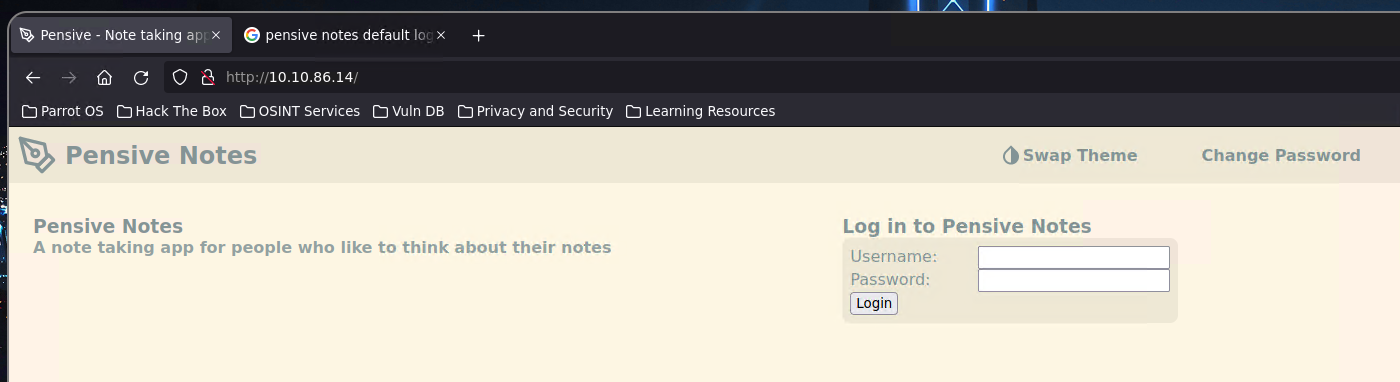 Pensive - Note taking app
pensive notes default log
http://10.10.86.14/
Parrot OS Hack The Box OSINT Services Vuln DB Privacy and Security Learning Resources
Pensive Notes Swap Theme Change Password
Pensive Notes
A note taking app for people who like to think about their notes
Log in to Pensive Notes
Username:
Password:
Login